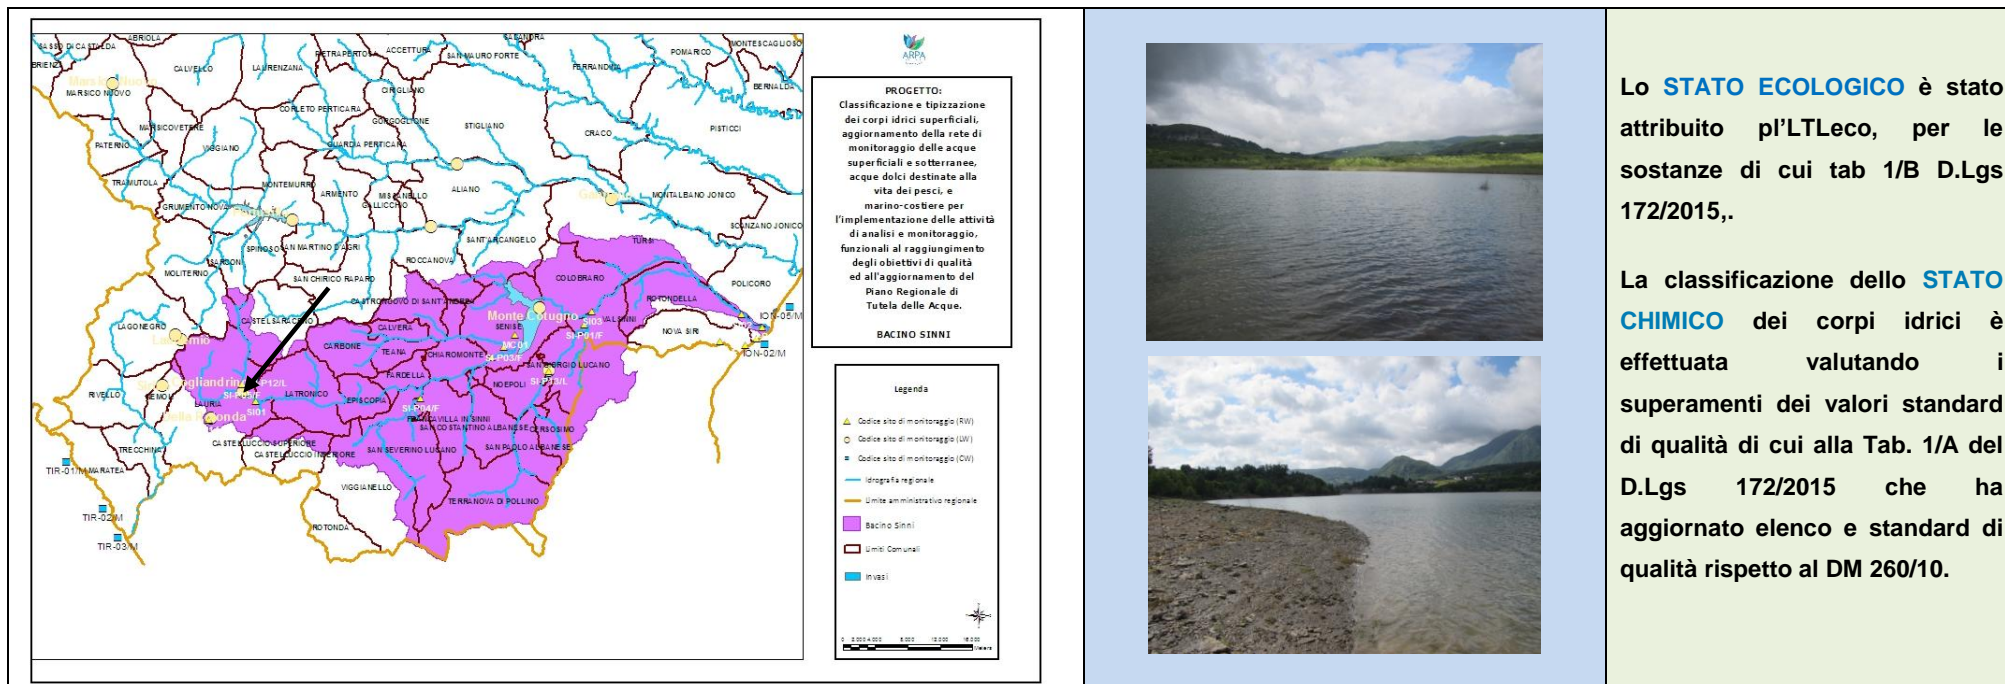 ABRIOLA
SASSO DI CASTALDA
BRIENZA
CALVELLO
LAURENZANA
PIETRAPERTOSA
ACCETTURA
SAN MAURO FORTE
FERRANDINA
POMARICO
MONTESCAGLIOSO
BERNALDA
MARSICO NUOVO
CORLETO PERTICARA
CIRIGLIANO
GORGOGLIONE
STIGLIANO
CRACO
PISTICCI
MARSICOVETERE
PATERNO
VIGGIANO
GUARDIA PERTICARA
TRAMUTOLA
MONTEMURRO
ARMENTO
MISSANELLO
GALLICCHIO
ALIANO
MONTALBANO JONICO
GRUMENTO NOVA
SCANZANO JONICO
SPINOSO
SAN MARTINO D'AGRI
SANT'ARCANGELO
TURSI
SARCONI
ROCCANOVA
MOLITERNO
SAN CHIRICO RAPARO
COLOBRARO
POLICORO
CASTRONUOVO DI SANT'ANDREA
ROTONDELLA
ION-05/M
LAGONEGRO
CASTELSARACENO
CALVERA
SENISE
Monte Cotugno
SI03
VALSINNI
NOVA SIRI
CARBONE
TEANA
CHIAROMONTE
MC01
SI-P01/F
SI-P03/F
ION-02/M
FARDELLA
SAN GIORGIO LUCANO
NOEPOLI
SI-P13/L
RIVELLO
NEMOLI
LAURIA
SI-P05/F
SI01
LATRONICO
EPISCOPIA
SI-P04/F
FRANCAVILLA IN SINNI
SAN COSTANTINO ALBANESE
CERSOSIMO
TRECCHINA
CASTELLUCCIO SUPERIORE
CASTELLUCCIO INFERIORE
SAN SEVERINO LUCANO
SAN PAOLO ALBANESE
TIR-01/M
MARATEA
VIGGIANELLO
TERRANOVA DI POLLINO
TIR-02/M
ROTONDA
TIR-03/M
ARPA
PROGETTO:
Classificazione e tipizzazione
dei corpi idrici superficiali,
aggiornamento della rete di
monitoraggio delle acque
superficiali e sotterranee,
acque dolci destinate alla
vita dei pesci, e
marino-costiere per
l'implementazione delle attività
di analisi e monitoraggio,
funzionali al raggiungimento
degli obiettivi di qualità
ed all'aggiornamento del
Piano Regionale di
Tutela delle Acque.
BACINO SINNI
Legenda
Codice sito di monitoraggio (RW)
Codice sito di monitoraggio (LW)
Codice sito di monitoraggio (CW)
Idrografia regionale
Limite amministrativo regionale
Bacino Sinni
Limiti Comunali
Invasi
Meters
Lo STATO ECOLOGICO è stato
attribuito pl’LTLeco, per le
sostanze di cui tab 1/B D.Lgs
172/2015,.
La classificazione dello STATO
CHIMICO dei corpi idrici è
effettuata valutando i
superamenti dei valori standard
di qualità di cui alla Tab. 1/A del
D.Lgs 172/2015 che ha
aggiornato elenco e standard di
qualità rispetto al DM 260/10.